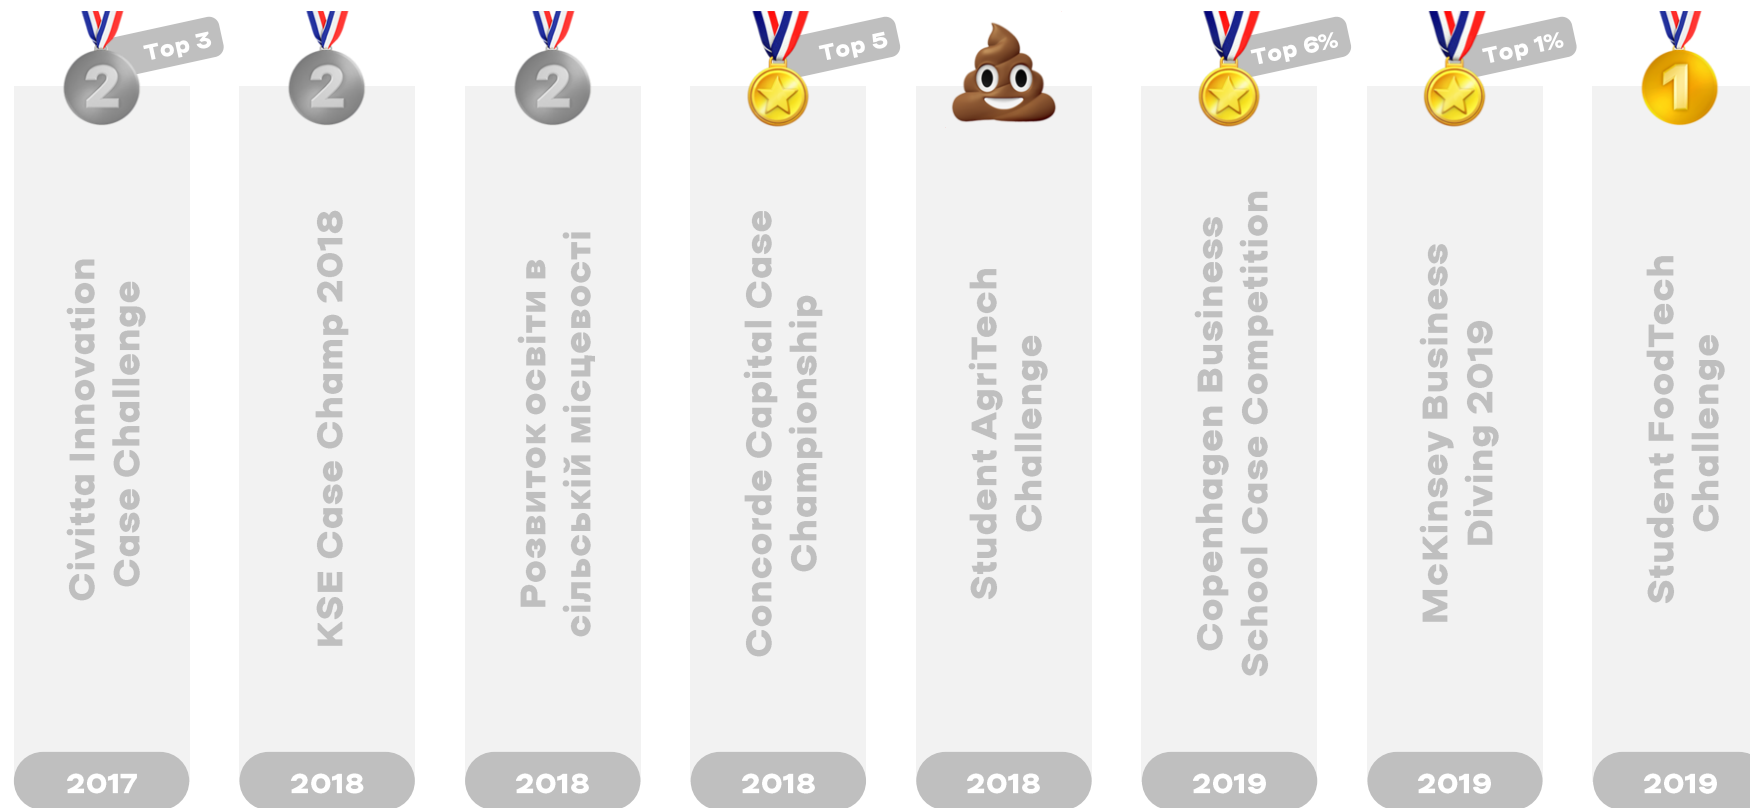 2
Top 3
Civitta Innovation
Case Challenge
2017
2
KSE Case Champ 2018
2018
2
Розвиток освіти в
сільській місцевості
2018
Top 5
Concorde Capital Case
Championship
2018
Student AgriTech
Challenge
2018
Top 6%
Copenhagen Business
School Case Competition
2019
Top 1%
McKinsey Business
Diving 2019
2019
1
Student FoodTech
Challenge
2019